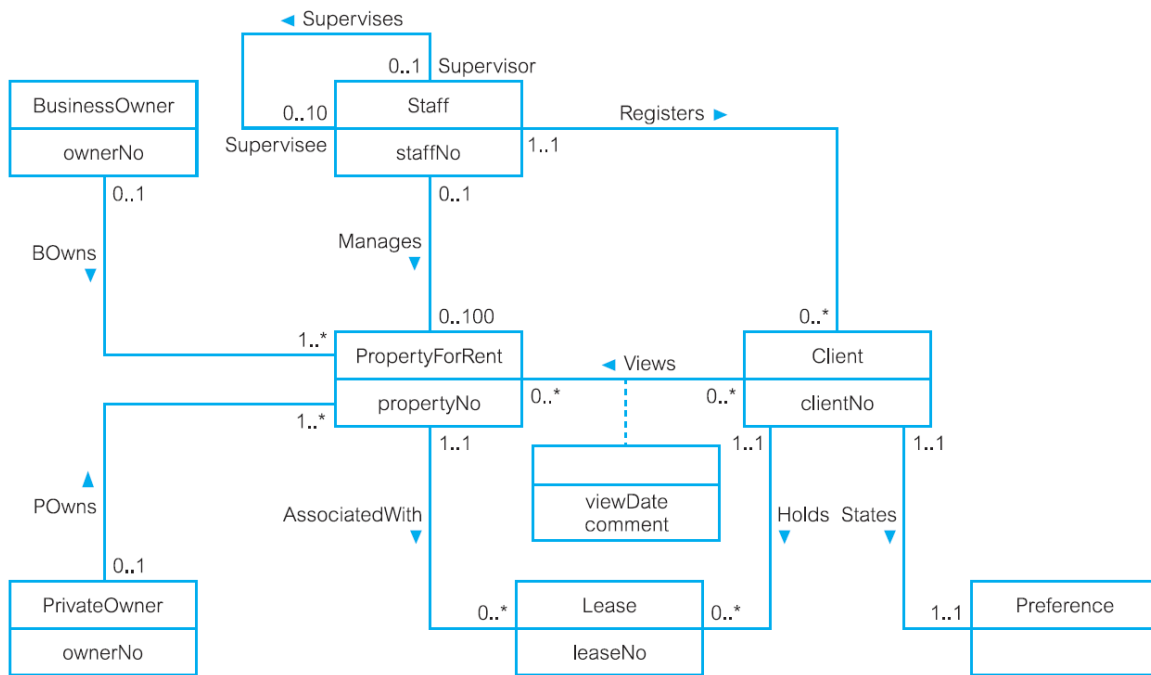 Supervises
0..1 Supervisor
BusinessOwner
ownerNo
0..1
0..10
Supervisee
Staff
staffNo
Registers
1..1
0..1
BOwns
Manages
0..100
0..*
1..*
PropertyForRent
propertyNo
Views
0..*
0..*
Client
clientNo
1..*
1..1
1..1
1..1
viewDate
comment
POwns
AssociatedWith
Holds
States
0..1
PrivateOwner
ownerNo
0..*
Lease
leaseNo
0..*
1..1
Preference